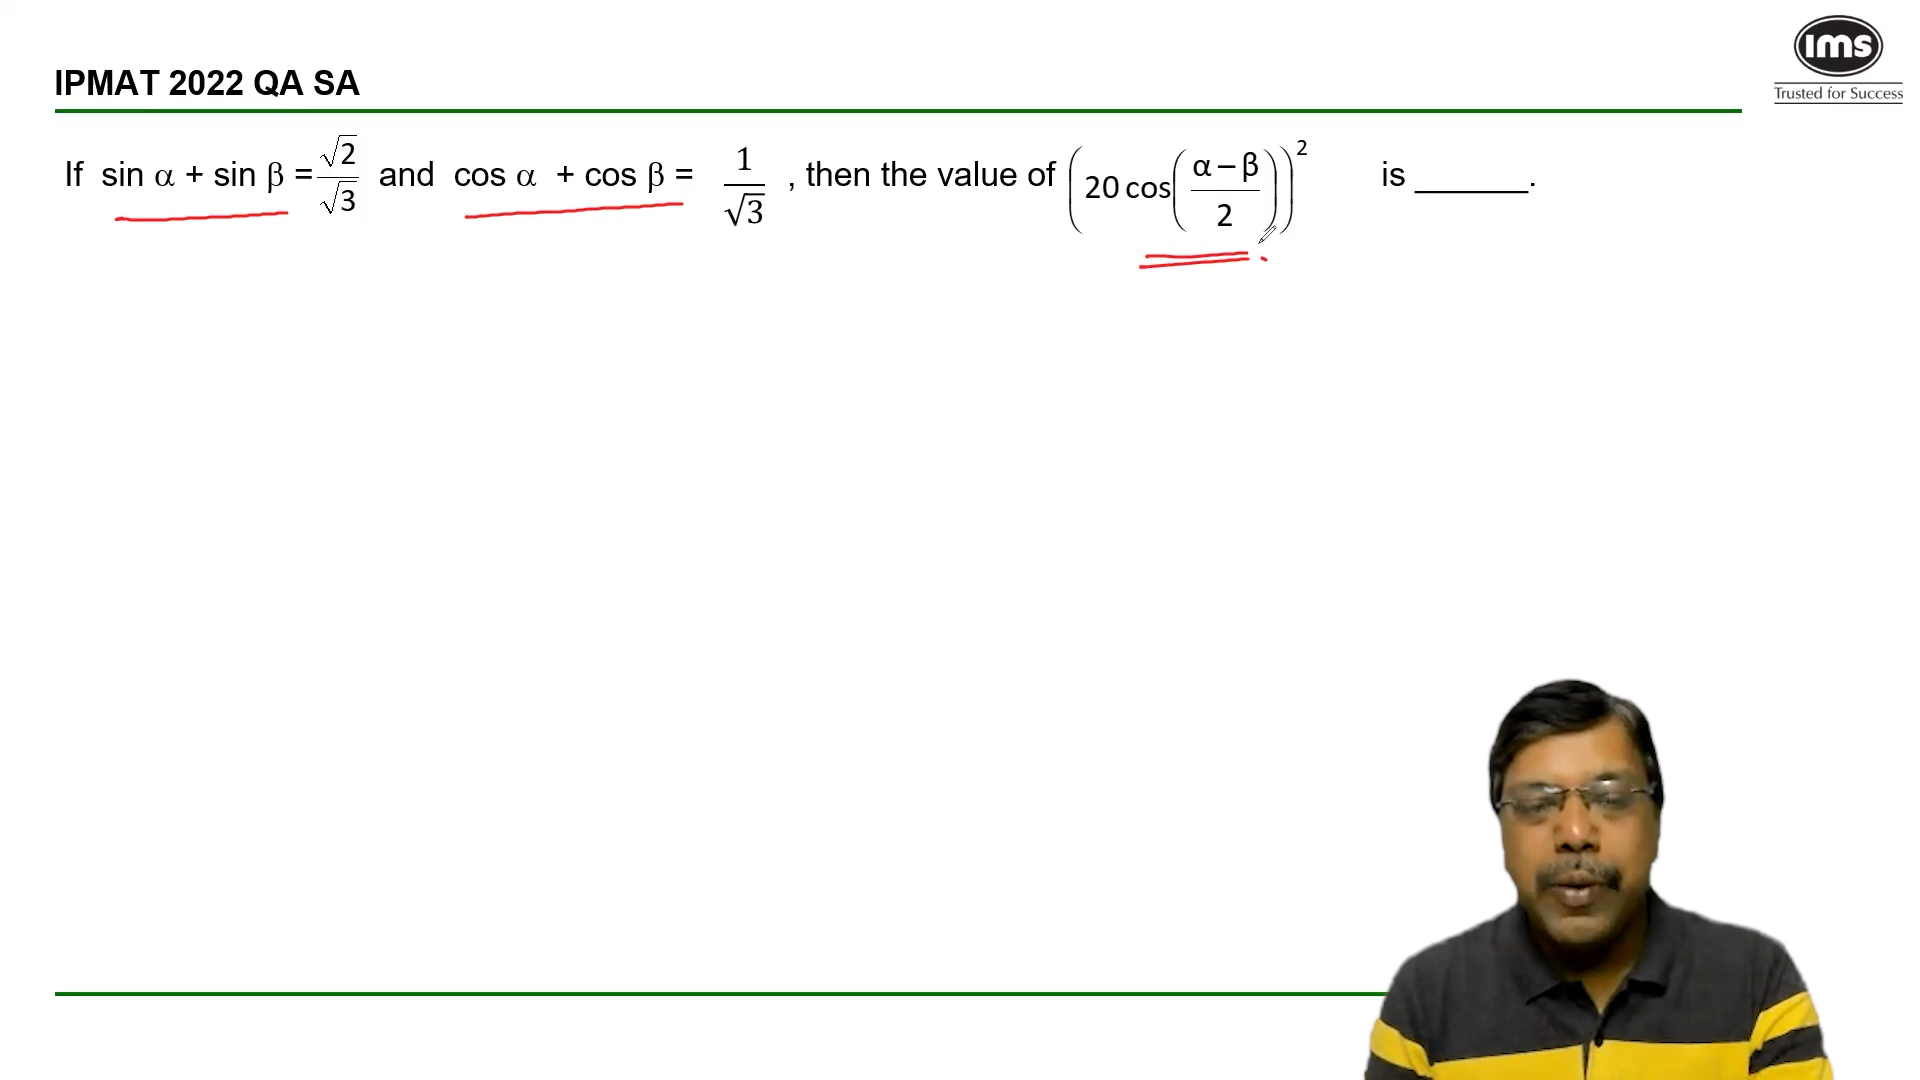 ims
Trusted for Success
IPMAT 2022 QA SA
If sin α + sin β = √2/√3 and cos α + cos β = 1/√3 , then the value of (20 cos((α−β)/2))² is ______.